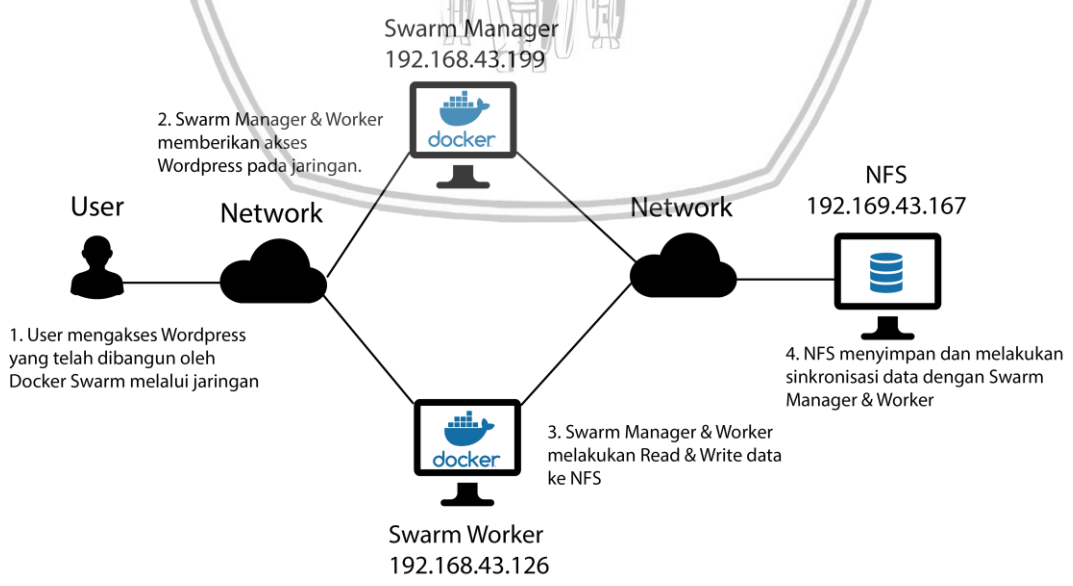 Swarm Manager
192.168.43.199
docker
2. Swarm Manager & Worker
memberikan akses
Wordpress pada jaringan.
User
Network
Network
NFS
192.169.43.167
1. User mengakses Wordpress
yang telah dibangun oleh
Docker Swarm melalui jaringan
4. NFS menyimpan dan melakukan
sinkronisasi data dengan Swarm
Manager & Worker
docker
3. Swarm Manager & Worker
melakukan Read & Write data
ke NFS
Swarm Worker
192.168.43.126